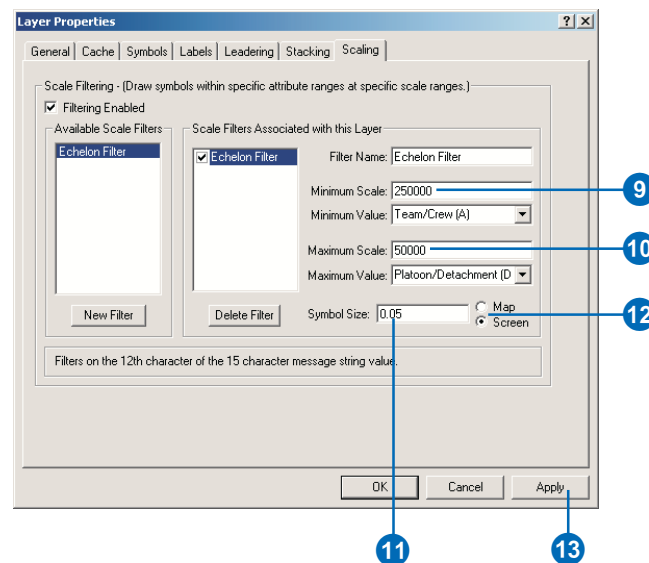 Layer Properties
? ×
General Cache Symbols Labels Leadering Stacking Scaling
Scale Filtering - (Draw symbols within specific attribute ranges at specific scale ranges.)
Filtering Enabled
Available Scale Filters
Scale Filters Associated with this Layer
Echelon Filter
Echelon Filter
Filter Name: Echelon Filter
Minimum Scale: 250000
9
Minimum Value: Team/Crew (A)
Maximum Scale: 50000
10
Maximum Value: Platoon/Detachment (D
New Filter
Delete Filter
Symbol Size: 0.05
Map
Screen
12
Filters on the 12th character of the 15 character message string value.
OK
Cancel
Apply
11
13